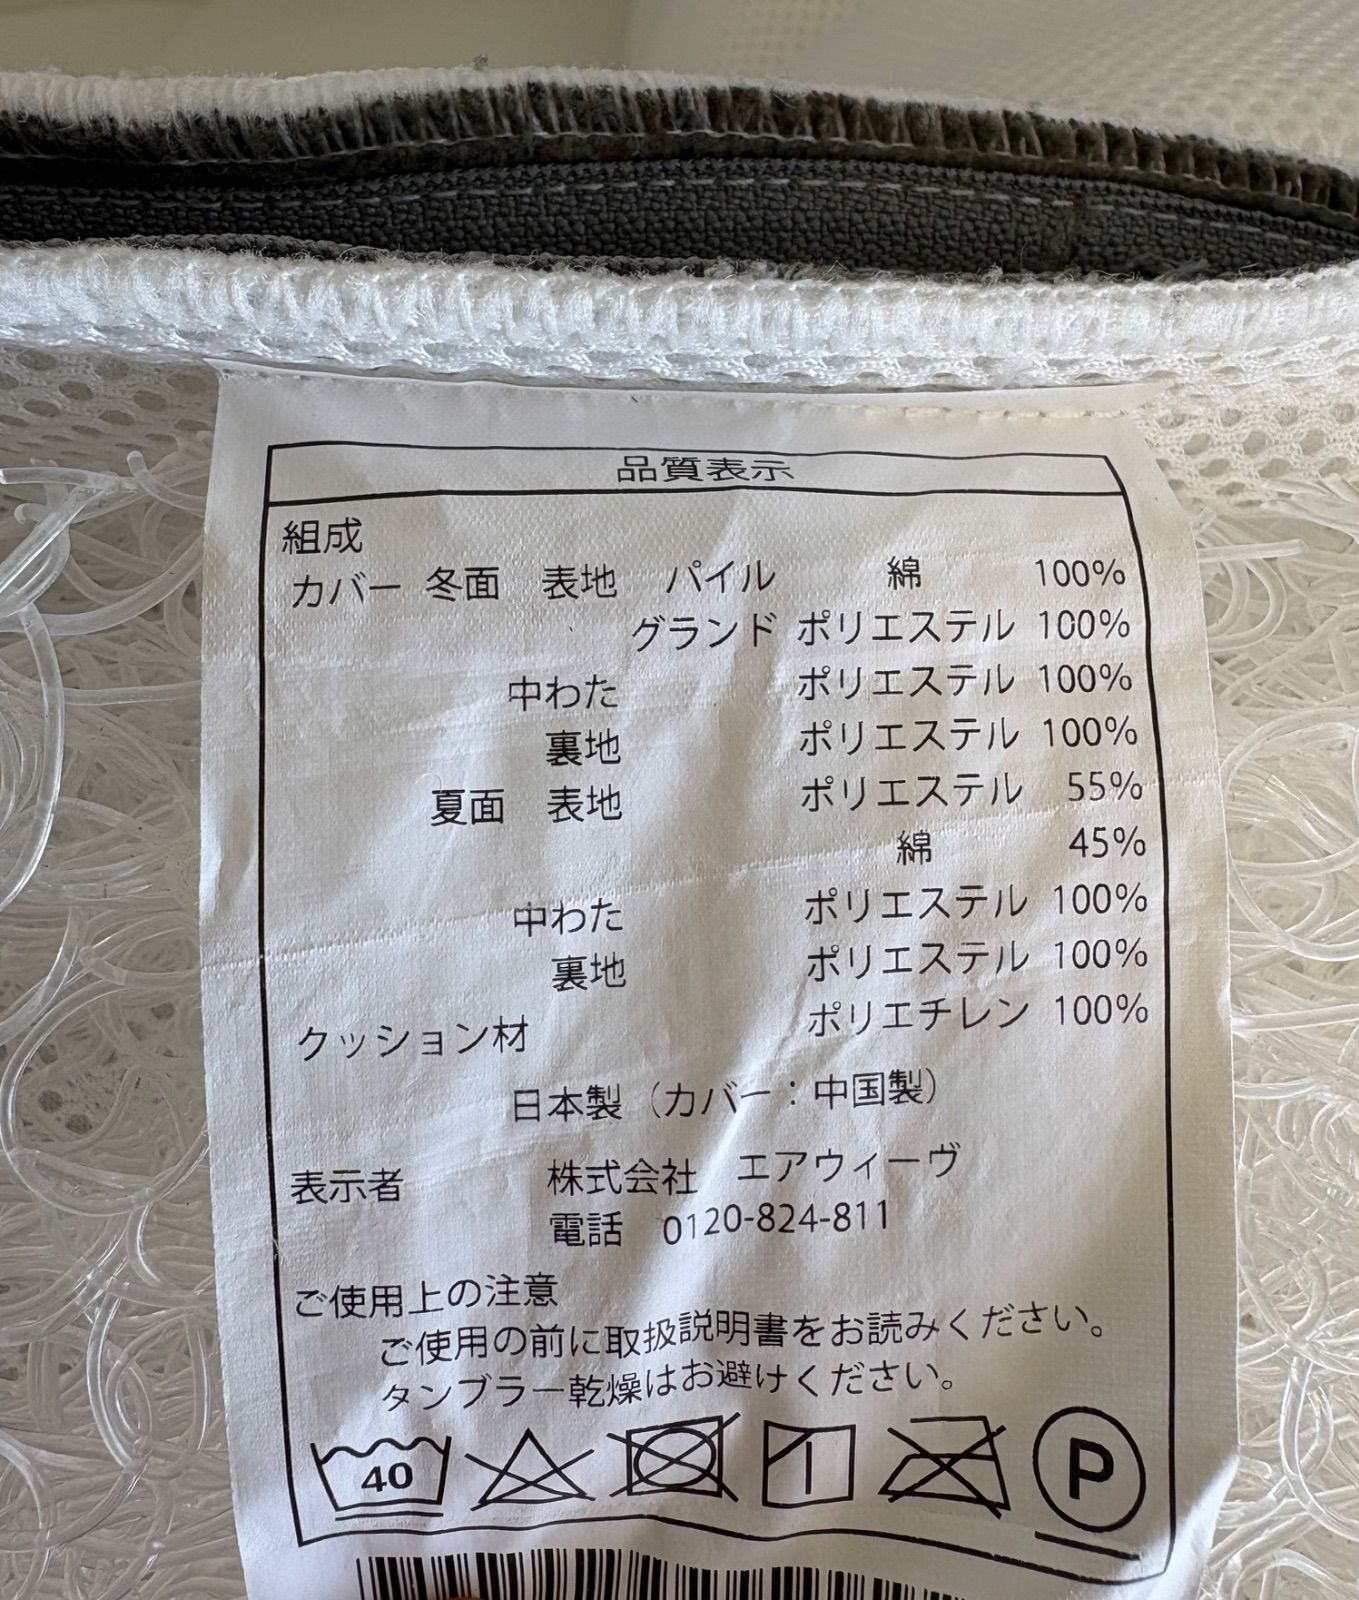 品質表示
組成
カバー 冬面 表地 パイル 綿 100%
グランド ポリエステル 100%
中わた ポリエステル 100%
裏地 ポリエステル 100%
夏面 表地 ポリエステル 55%
綿 45%
中わた ポリエステル 100%
裏地 ポリエステル 100%
クッション材 ポリエチレン 100%
日本製（カバー：中国製）
表示者 株式会社 エアウィーヴ
電話 0120-824-811
ご使用上の注意
ご使用の前に取扱説明書をお読みください。
タンブラー乾燥はお避けください。
40 P